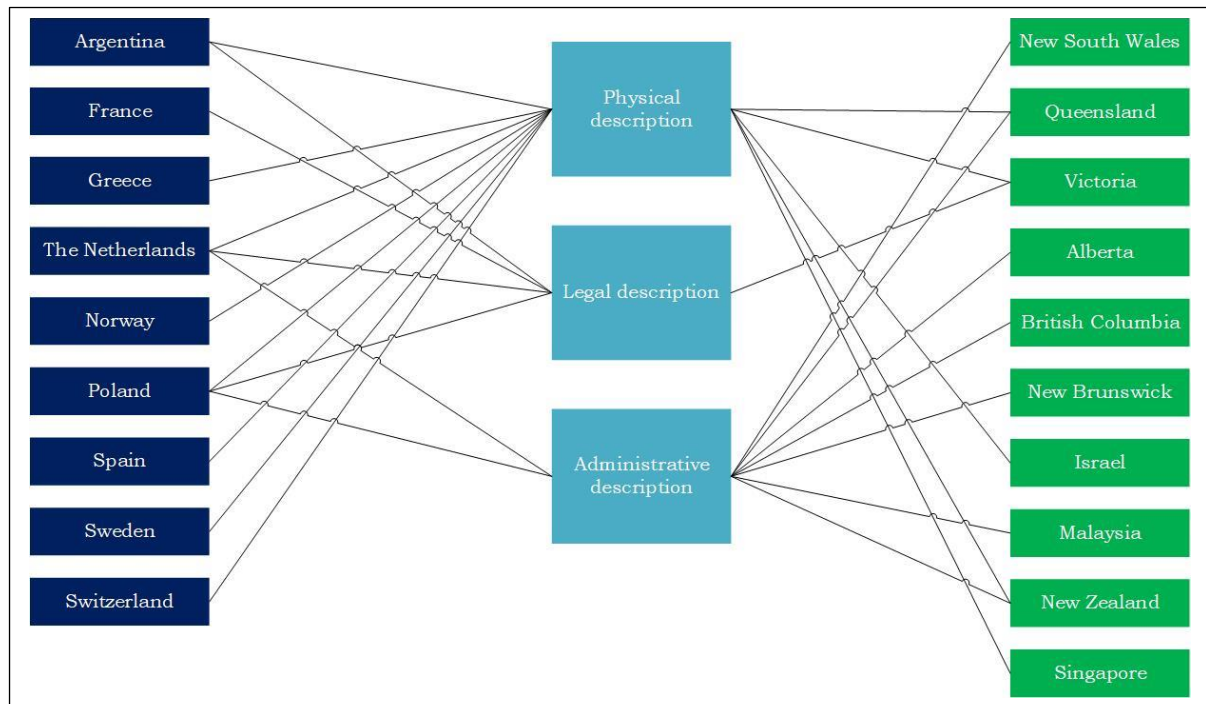 Argentina
France
Greece
The Netherlands
Norway
Poland
Spain
Sweden
Switzerland
Physical
description
Legal description
Administrative
description
New South Wales
Queensland
Victoria
Alberta
British Columbia
New Brunswick
Israel
Malaysia
New Zealand
Singapore